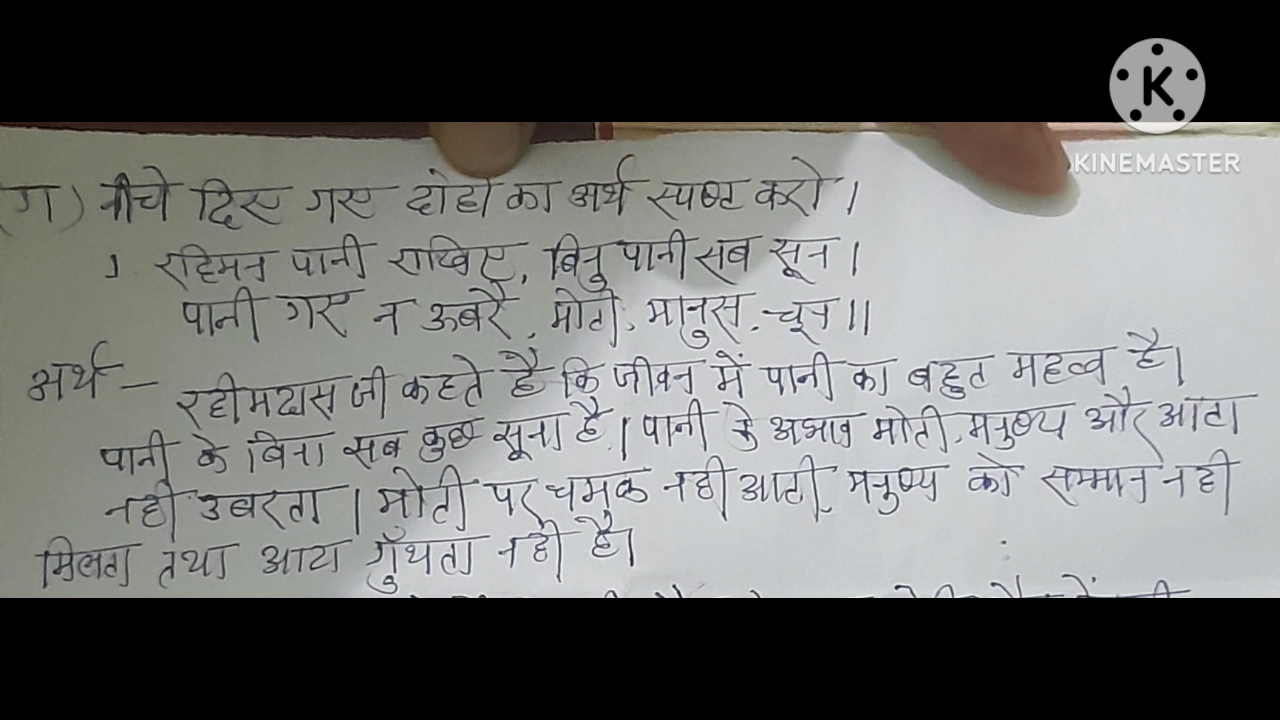 K
KINEMASTER
ग) नीचे दिए गए दोहों का अर्थ स्पष्ट करो।
1 रहिमन पानी राखिए, बिनु पानी सब सून।
पानी गए न ऊबरै, मोती, मानुस, चून॥
अर्थ – रहीमदास जी कहते हैं कि जीवन में पानी का बहुत महत्व है।
पानी के बिना सब कुछ सूना है। पानी के अभाव मोती, मनुष्य और आटा
नहीं उबरता। मोती पर चमक नहीं आती, मनुष्य को सम्मान नही
मिलता तथा आटा गुँथता नहीं है।